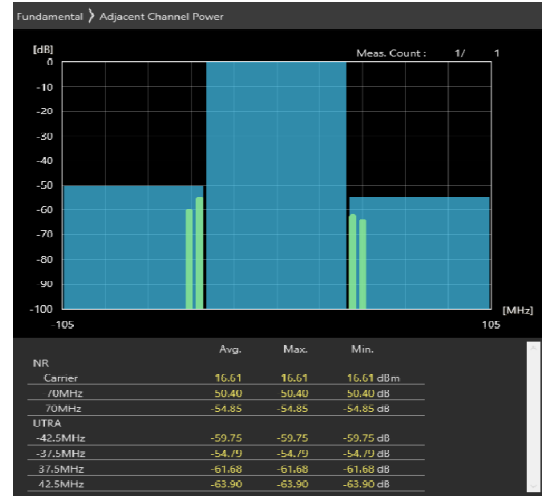 Fundamental > Adjacent Channel Power
[dB]
Meas. Count : 1/ 1
0
-10
-20
-30
-40
-50
-60
-70
-80
-90
-100
[MHz]
-105 105
Avg. Max. Min.
NR
Carrier 16.61 16.61 16.61 dBm
70MHz 50.40 50.40 50.40 dB
70MHz -54.85 -54.85 -54.85 dB
UTRA
-42.5MHz -59.75 -59.75 -59.75 dB
-37.5MHz -54.79 -54.79 -54.79 dB
37.5MHz -61.68 -61.68 -61.68 dB
42.5MHz -63.90 -63.90 -63.90 dB